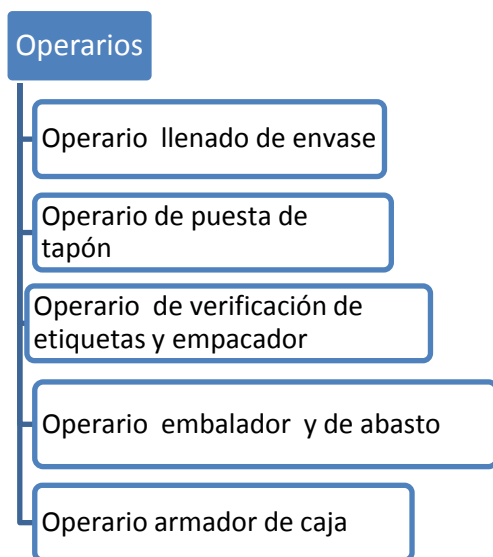 Operarios
Operario llenado de envase
Operario de puesta de
tapón
Operario de verificación de
etiquetas y empacador
Operario embalador y de abasto
Operario armador de caja